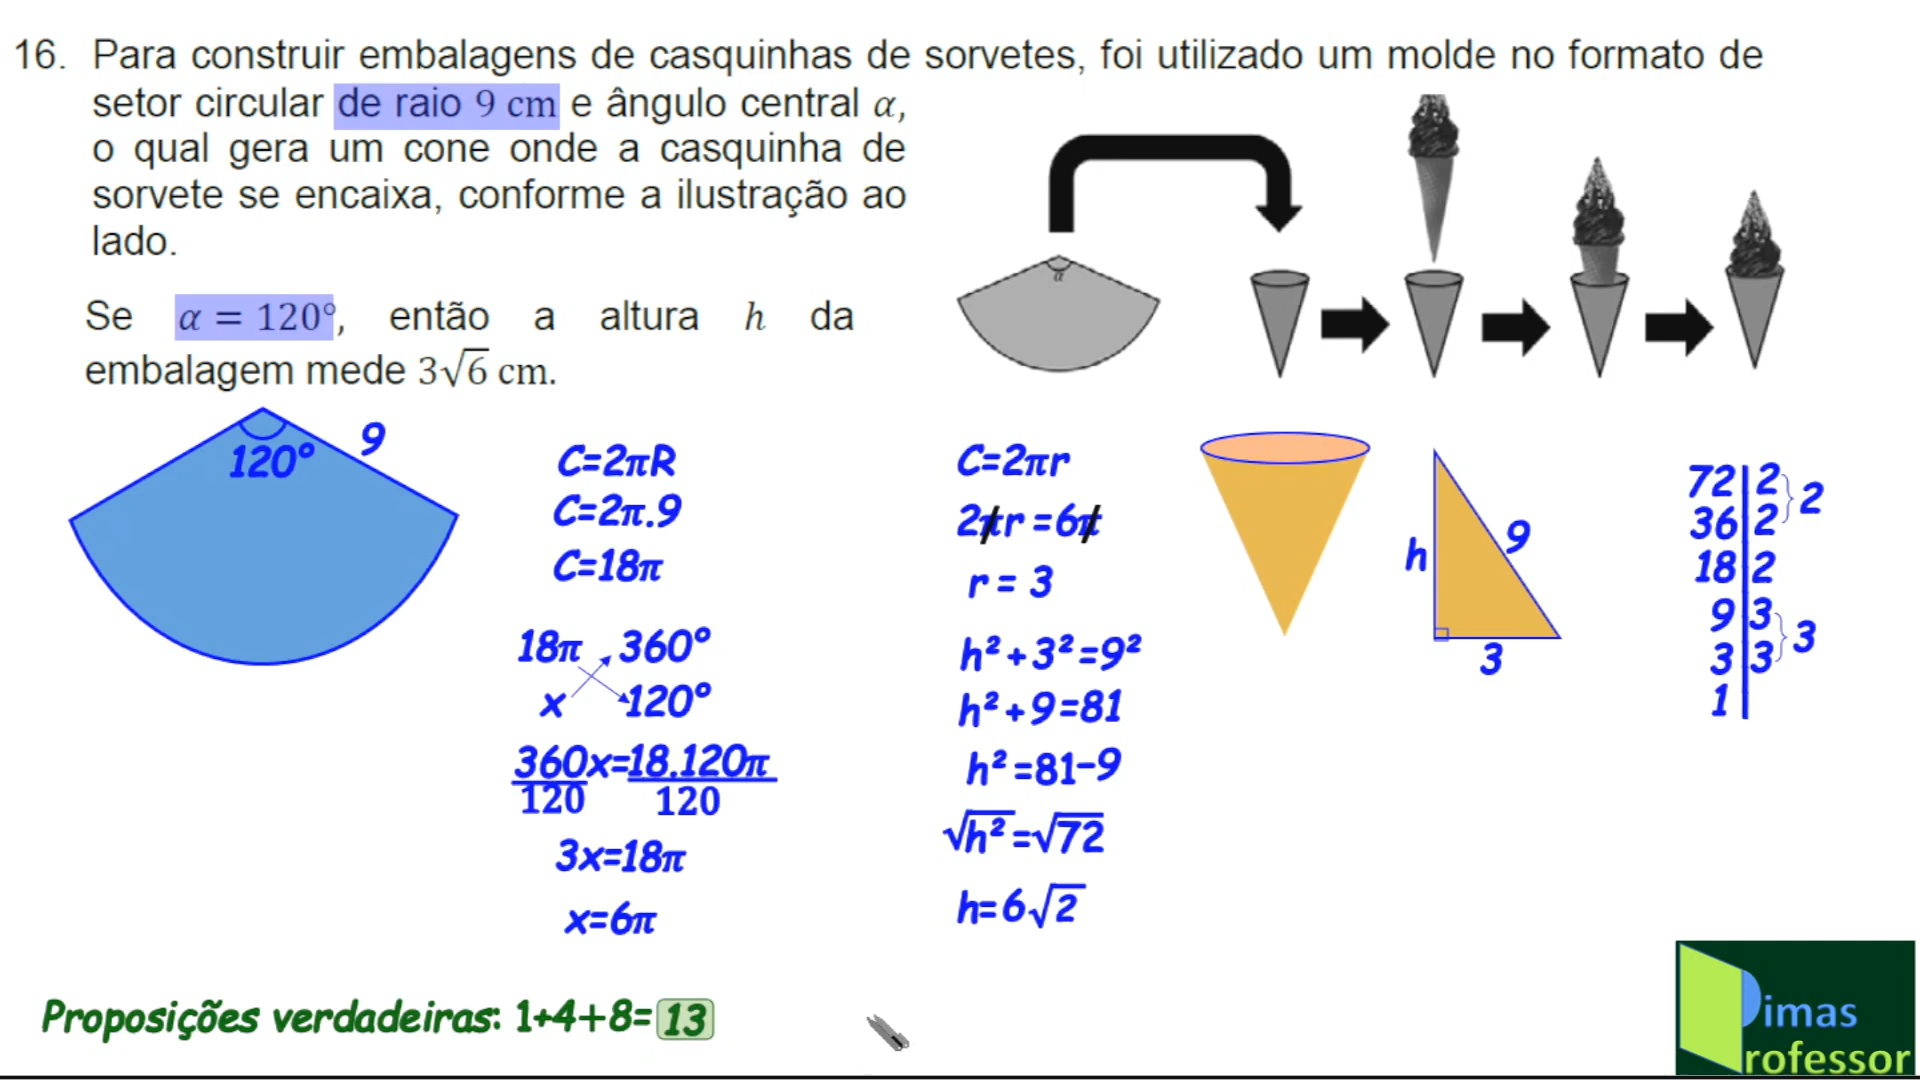 16. Para construir embalagens de casquinhas de sorvetes, foi utilizado um molde no formato de
setor circular de raio 9 cm e ângulo central α,
o qual gera um cone onde a casquinha de
sorvete se encaixa, conforme a ilustração ao
lado.
α
Se α = 120°, então a altura h da
embalagem mede 3√6 cm.
120°
9
C=2πR
C=2π.9
C=18π
18π 360°
x 120°
360x=18.120π
120 120
3x=18π
x=6π
C=2πr
2πr=6π
r = 3
h²+3²=9²
h²+9=81
h²=81-9
√h²=√72
h=6√2
h
9
3
72|2
36|2 }2
18|2
9|3
3|3 }3
1|
Proposições verdadeiras: 1+4+8=13
Dimas
Professor